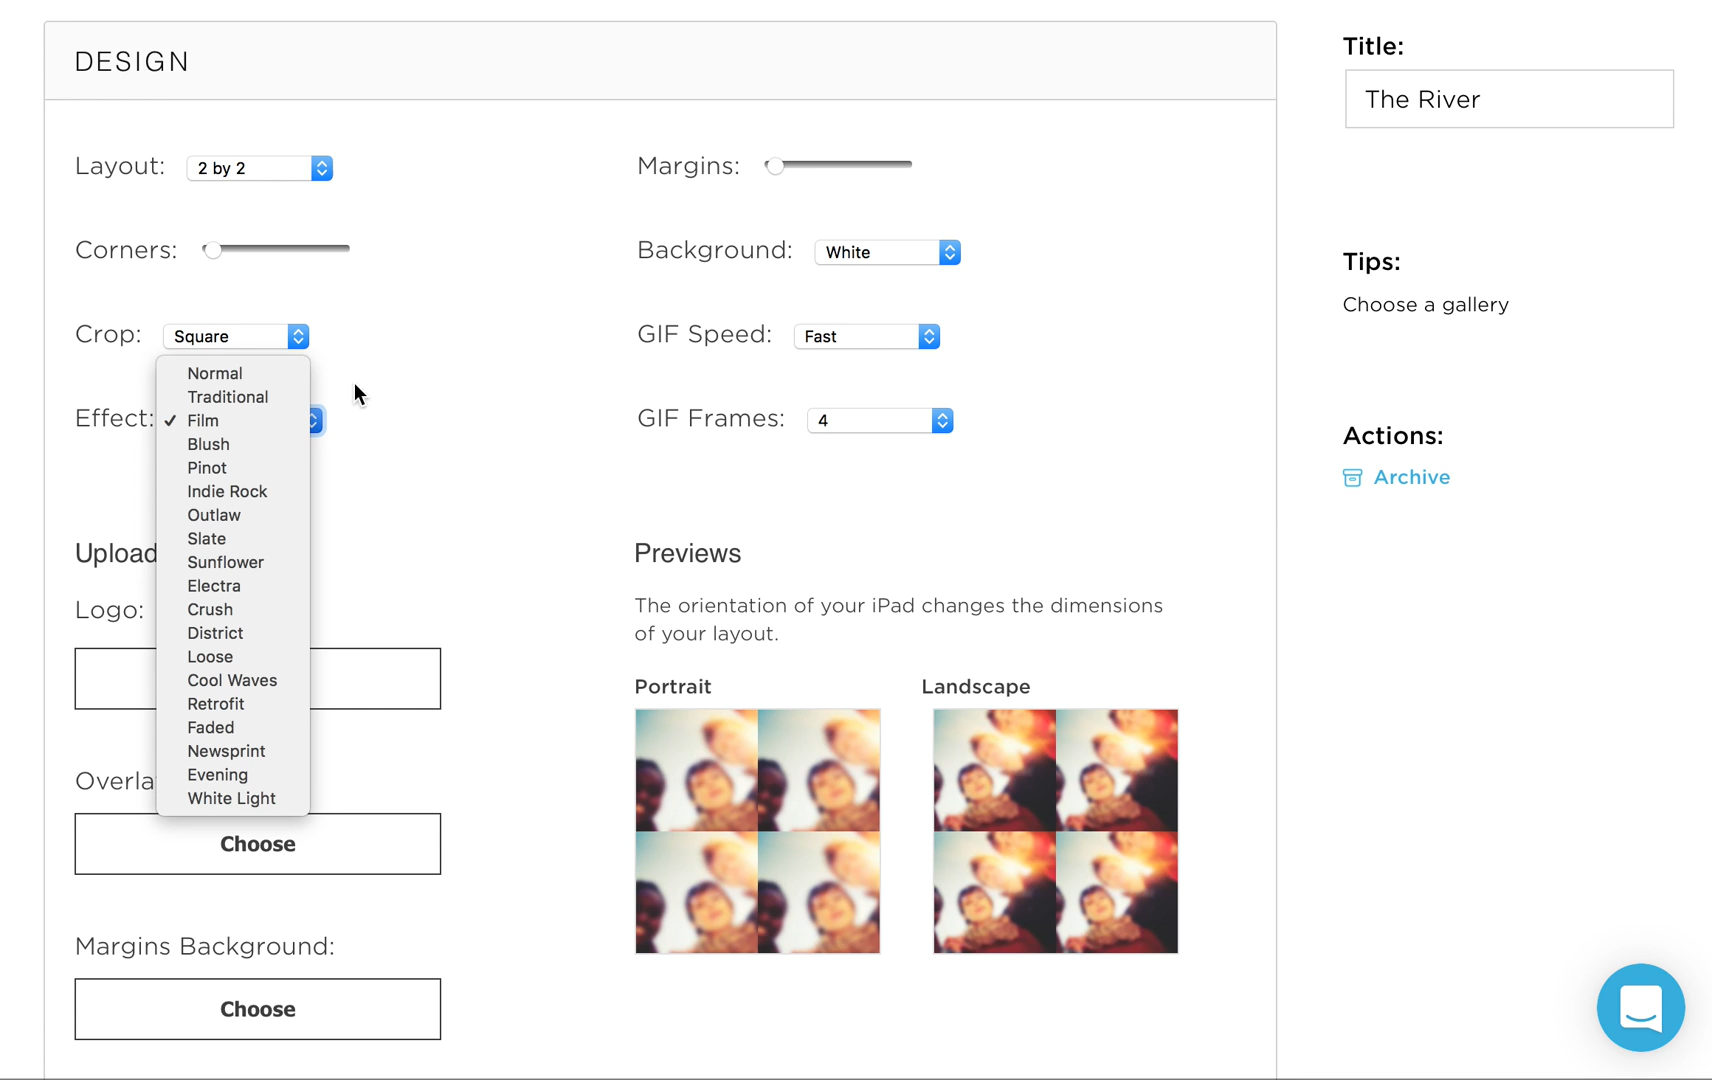 DESIGN
Layout: 2 by 2
Margins:
Corners:
Background: White
Crop: Square
GIF Speed: Fast
Effect:
GIF Frames: 4
Normal
Traditional
✓ Film
Blush
Pinot
Indie Rock
Outlaw
Slate
Sunflower
Electra
Crush
District
Loose
Cool Waves
Retrofit
Faded
Newsprint
Evening
White Light
Upload
Logo:
Overla
Choose
Margins Background:
Choose
Previews
The orientation of your iPad changes the dimensions
of your layout.
Portrait
Landscape
Title:
The River
Tips:
Choose a gallery
Actions:
Archive